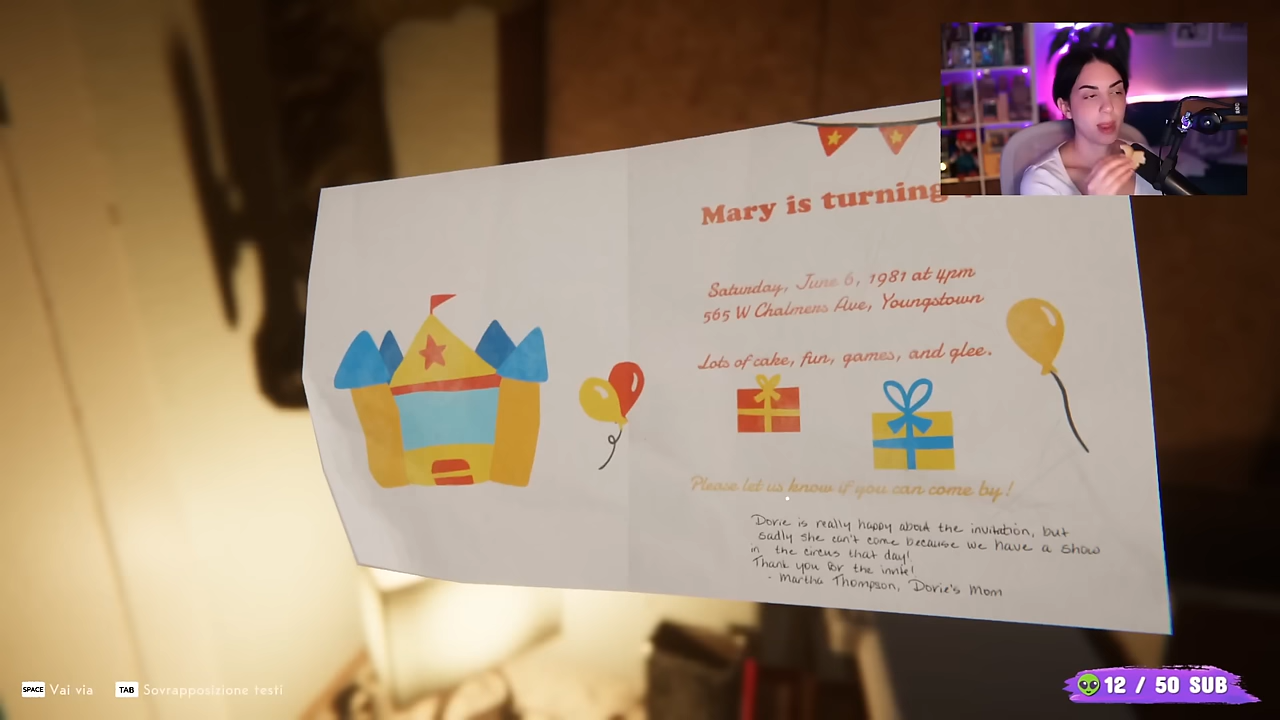 Mary is turning
Saturday, June 6, 1981 at 4pm
565 W Chalmers Ave, Youngstown
Lots of cake, fun, games, and glee.
Please let us know if you can come by!
Dorie is really happy about the invitation, but
sadly she can't come because we have a show
in the circus that day!
Thank you for the invite!
- Martha Thompson, Dorie's Mom
SPACE Vai via TAB Sovrapposizione testi
12 / 50 SUB